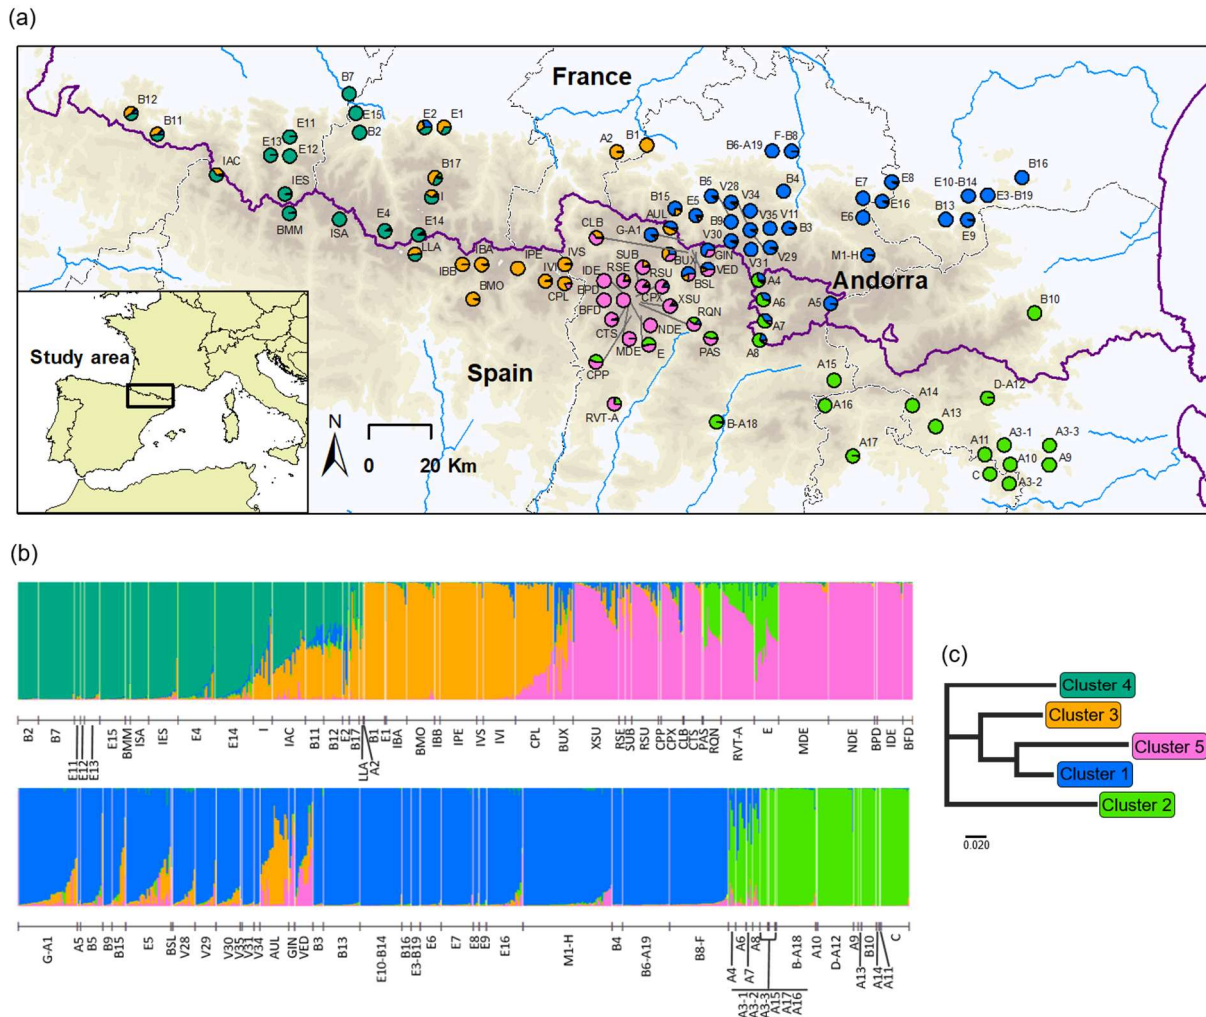 (a)
France
Andorra
Spain
Study area
N
0 20 Km
B12
B11
IAC
B7
E15
B2
E11
E13
E12
IES
BMM
ISA
E4
E2
E1
B17
I
E14
LLA
IBB
IBA
BMO
IPE
IVS
IVI
CPL
A2
B1
CLB
B15
AUL
G-A1
E5
B5
V28
B9
V30
V34
V35
V11
B3
V29
V31
GIN
VED
BUX
BSL
B6-A19
F-B8
B4
E7
E8
E16
E6
M1-H
E10-B14
B13
E9
E3-B19
B16
SUB
IDE
RSE
RSU
BPD
CPX
BFD
XSU
CTS
NDE
RQN
MDE
E
PAS
CPP
RVT-A
B-A18
A4
A6
A7
A8
A5
B10
A15
A16
A14
A13
A17
D-A12
A11
A3-1
A3-3
A10
A9
C
A3-2
(b)
B2
B7
E11
E12
E13
E15
BMM
ISA
IES
E4
E14
I
IAC
B11
B12
E2
B17
LLA
A2
B1
E1
IBA
BMO
IBB
IPE
IVS
IVI
CPL
BUX
XSU
RSE
SUB
RSU
CPP
CPX
CLB
CTS
PAS
RQN
RVT-A
E
MDE
NDE
BPD
IDE
BFD
G-A1
A5
B5
B9
B15
E5
BSL
V28
V29
V30
V35
V31
V34
AUL
GIN
VED
B3
B13
E10-B14
B16
E3-B19
E6
E7
E8
E9
E16
M1-H
B4
B6-A19
B8-F
A4
A6
A7
A8
A3-1
A3-2
A3-3
A15
A17
A16
B-A18
A10
D-A12
A9
A13
B10
A14
A11
C
(c)
Cluster 4
Cluster 3
Cluster 5
Cluster 1
Cluster 2
0.020